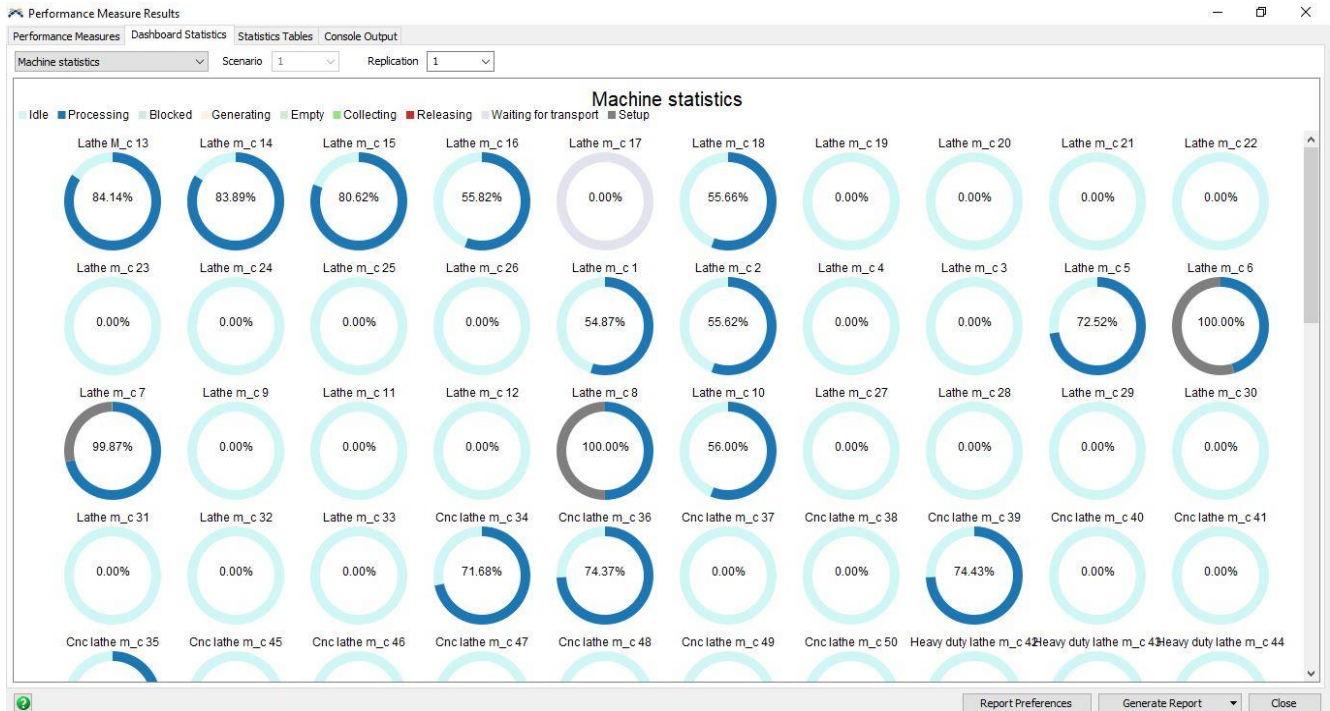 Performance Measure Results
Performance Measures Dashboard Statistics Statistics Tables Console Output
Machine statistics Scenario 1 Replication 1
Machine statistics
Idle Processing Blocked Generating Empty Collecting Releasing Waiting for transport Setup
Lathe M_c 13 Lathe m_c 14 Lathe m_c 15 Lathe m_c 16 Lathe m_c 17 Lathe m_c 18 Lathe m_c 19 Lathe m_c 20 Lathe m_c 21 Lathe m_c 22
84.14% 83.89% 80.62% 55.82% 0.00% 55.66% 0.00% 0.00% 0.00% 0.00%
Lathe m_c 23 Lathe m_c 24 Lathe m_c 25 Lathe m_c 26 Lathe m_c 1 Lathe m_c 2 Lathe m_c 4 Lathe m_c 3 Lathe m_c 5 Lathe m_c 6
0.00% 0.00% 0.00% 0.00% 54.87% 55.62% 0.00% 0.00% 72.52% 100.00%
Lathe m_c 7 Lathe m_c 9 Lathe m_c 11 Lathe m_c 12 Lathe m_c 8 Lathe m_c 10 Lathe m_c 27 Lathe m_c 28 Lathe m_c 29 Lathe m_c 30
99.87% 0.00% 0.00% 0.00% 100.00% 56.00% 0.00% 0.00% 0.00% 0.00%
Lathe m_c 31 Lathe m_c 32 Lathe m_c 33 Cnc lathe m_c 34 Cnc lathe m_c 36 Cnc lathe m_c 37 Cnc lathe m_c 38 Cnc lathe m_c 39 Cnc lathe m_c 40 Cnc lathe m_c 41
0.00% 0.00% 0.00% 71.68% 74.37% 0.00% 0.00% 74.43% 0.00% 0.00%
Cnc lathe m_c 35 Cnc lathe m_c 45 Cnc lathe m_c 46 Cnc lathe m_c 47 Cnc lathe m_c 48 Cnc lathe m_c 49 Cnc lathe m_c 50 Heavy duty lathe m_c 42 Heavy duty lathe m_c 43 Heavy duty lathe m_c 44
? Report Preferences Generate Report Close